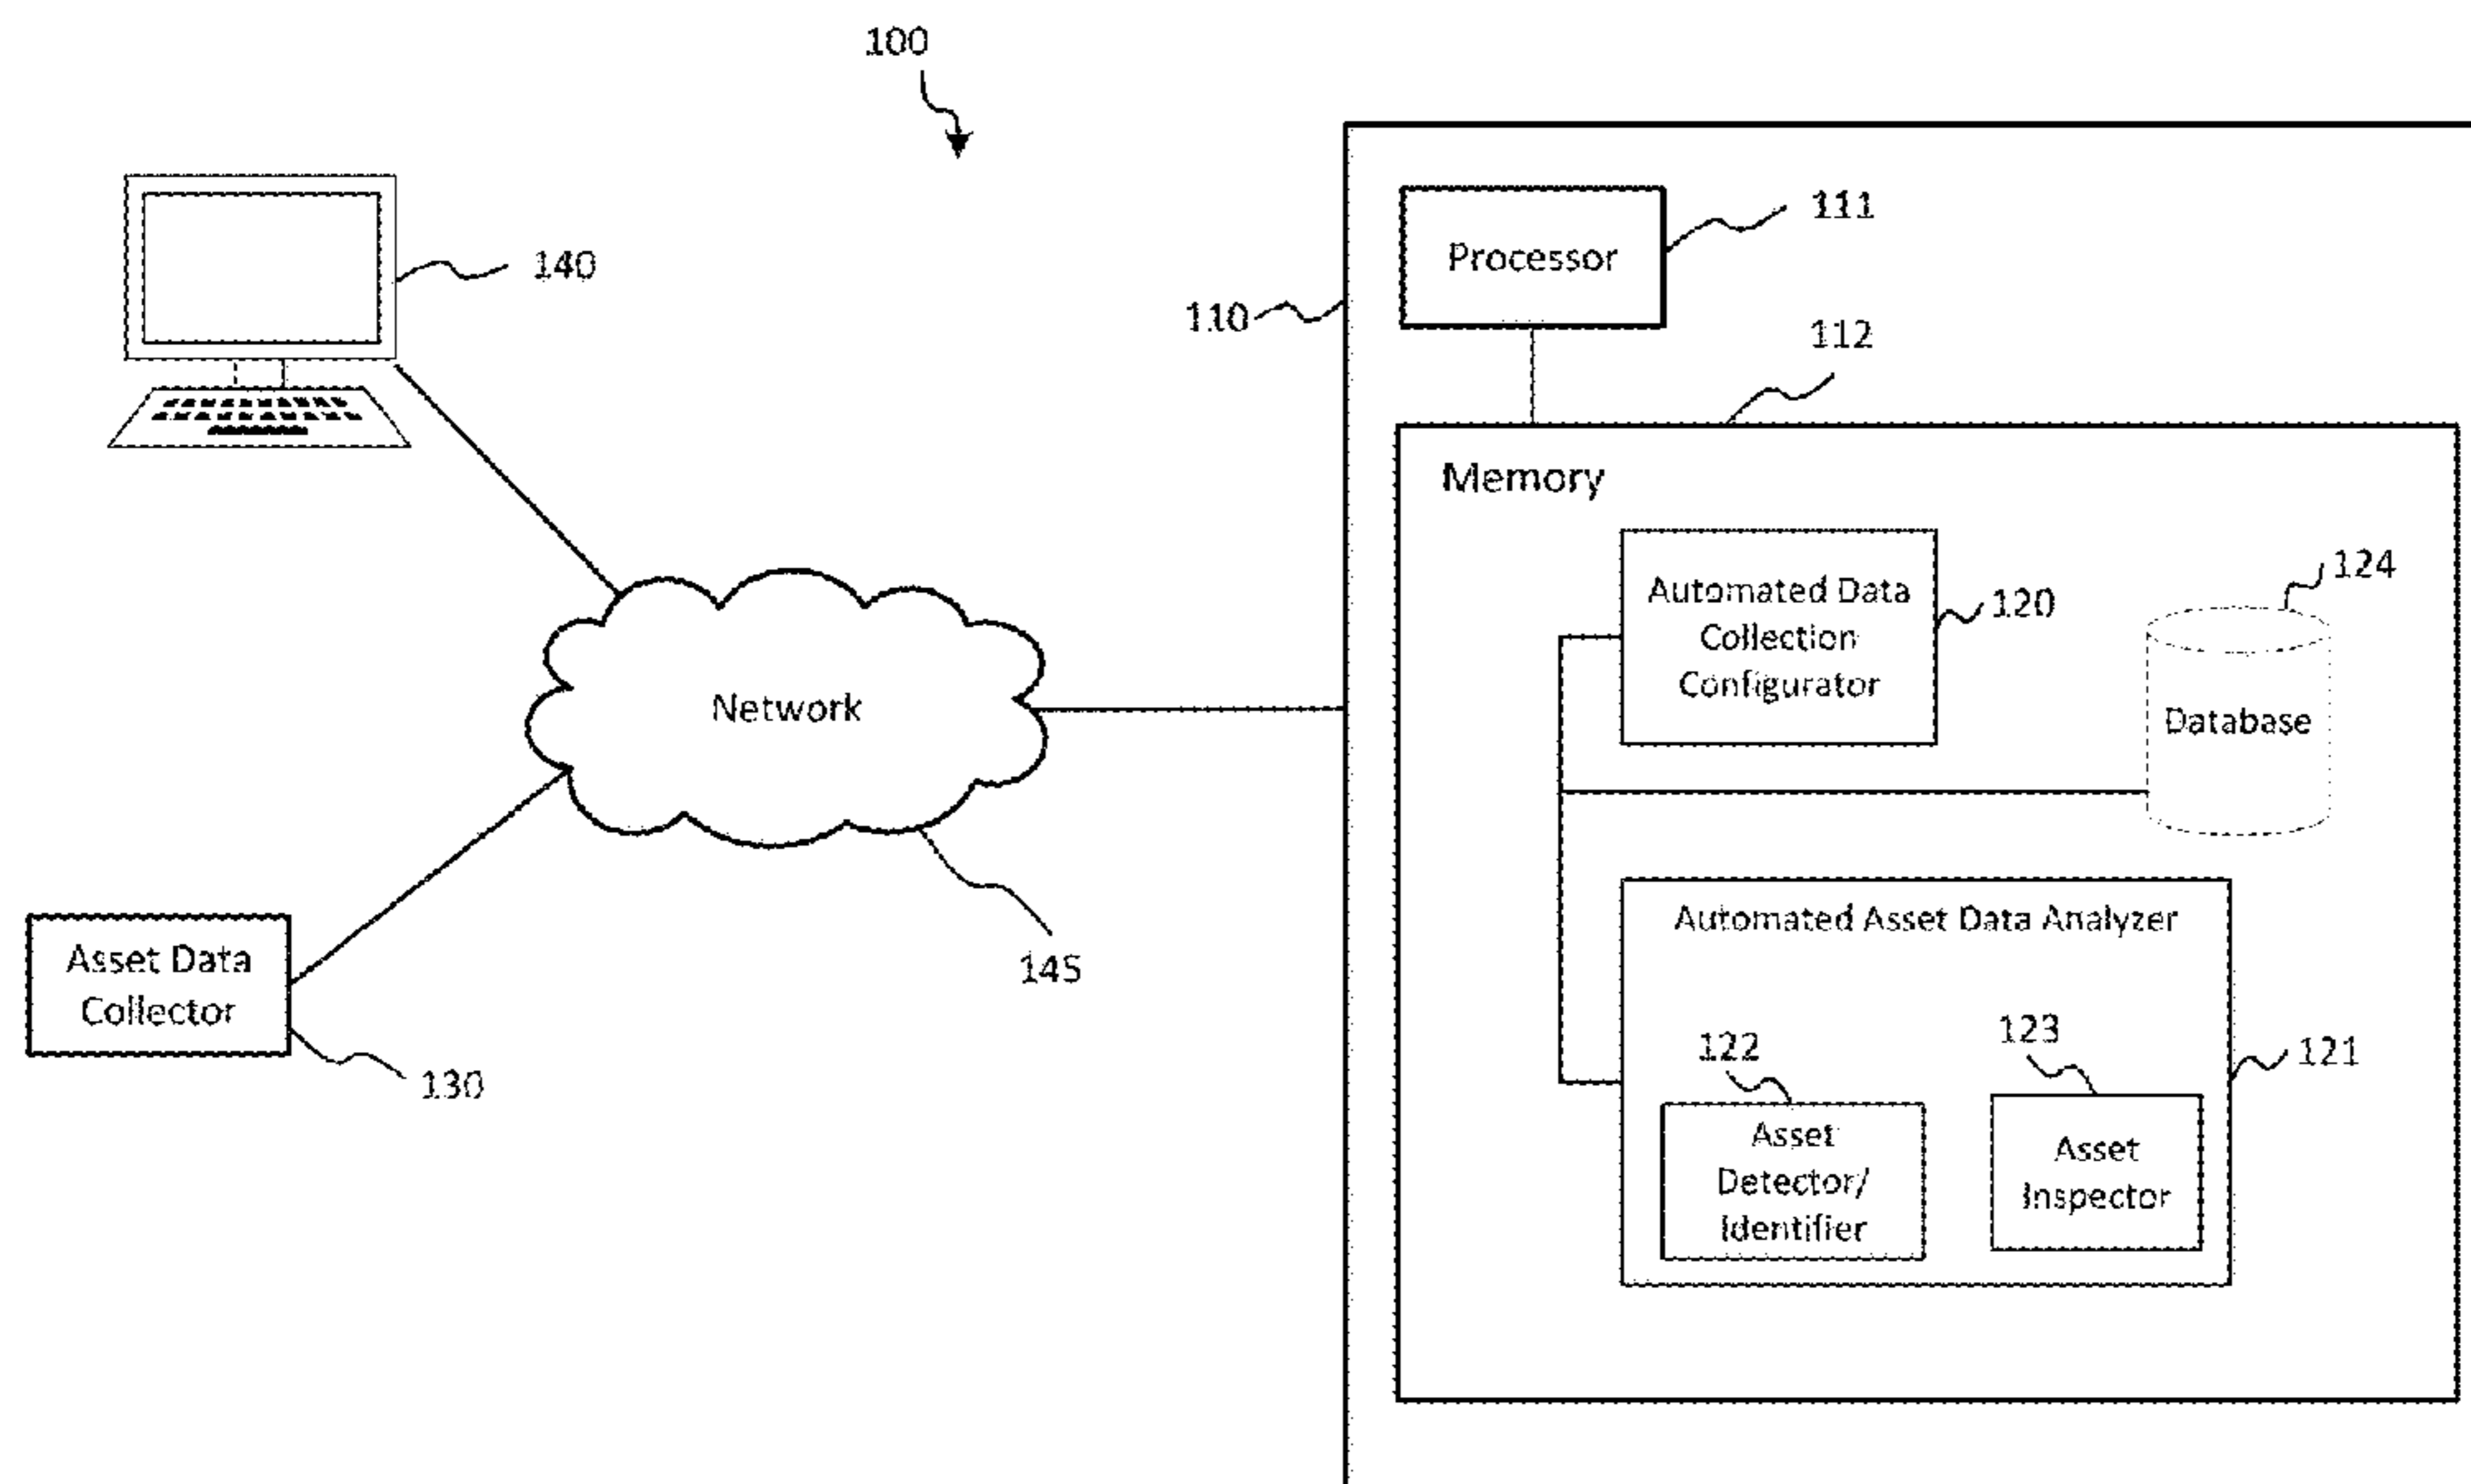 100
Processor
111
140
110
112
Memory
Automated Data
Collection
Configurator
120
124
Database
Network
145
Asset Data
Collector
130
Automated Asset Data Analyzer
122
123
121
Asset
Detector/
Identifier
Asset
Inspector